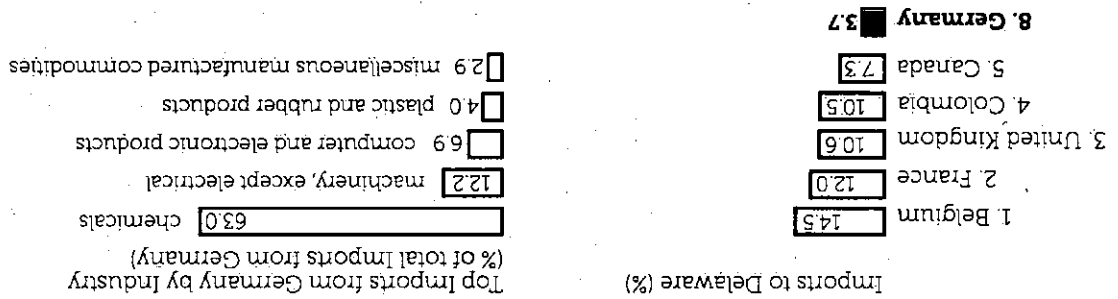 Imports to Delaware (%)
1. Belgium 14.5
2. France 12.0
3. United Kingdom 10.6
4. Colombia 10.5
5. Canada 7.3
8. Germany 3.7
Top Imports from Germany by Industry
(% of total Imports from Germany)
63.0 chemicals
12.2 machinery, except electrical
6.9 computer and electronic products
4.0 plastic and rubber products
2.9 miscellaneous manufactured commodities